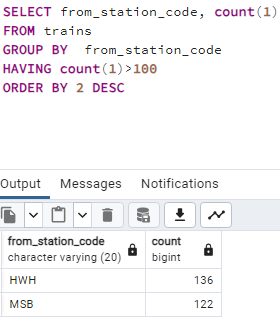 SELECT from_station_code, count(1)
FROM trains
GROUP BY  from_station_code
HAVING count(1)>100
ORDER BY 2 DESC
Output Messages Notifications
from_station_code count
character varying (20) bigint
HWH 136
MSB 122